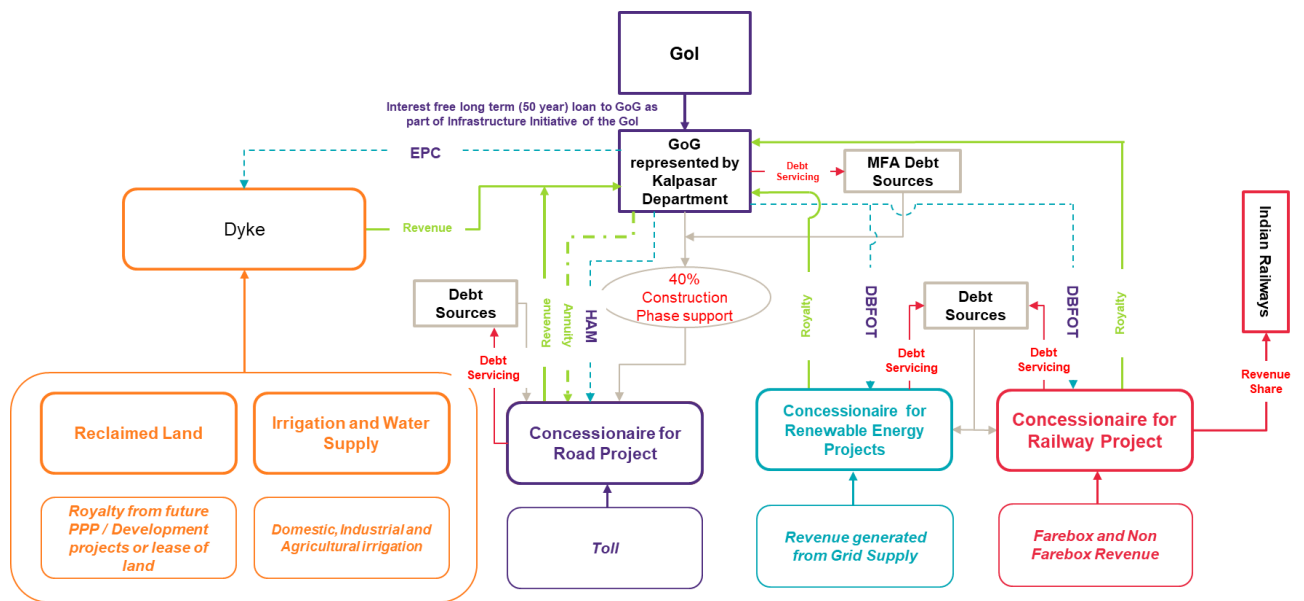 GoI
Interest free long term (50 year) loan to GoG as
part of Infrastructure Initiative of the GoI
EPC
GoG
represented by
Kalpasar
Department
Debt
Servicing
MFA Debt
Sources
Dyke
Revenue
Indian Railways
Debt
Sources
Revenue
Annuity
HAM
40%
Construction
Phase support
Royalty
DBFOT
Debt
Sources
DBFOT
Royalty
Debt
Servicing
Debt
Servicing
Debt
Servicing
Revenue
Share
Reclaimed Land
Irrigation and Water
Supply
Concessionaire for
Road Project
Concessionaire for
Renewable Energy
Projects
Concessionaire for
Railway Project
Royalty from future
PPP / Development
projects or lease of
land
Domestic, Industrial and
Agricultural irrigation
Toll
Revenue generated
from Grid Supply
Farebox and Non
Farebox Revenue